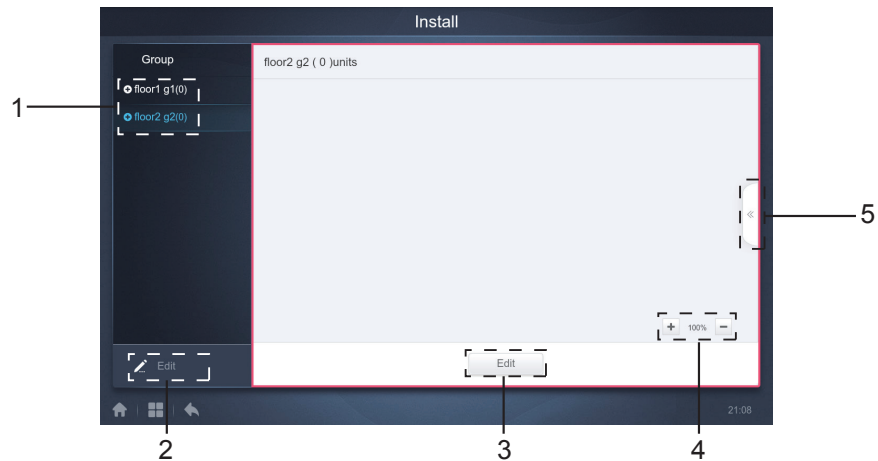 Install
Group
floor2 g2 ( 0 )units
floor1 g1(0)
floor2 g2(0)
1
5
«
+ 100% −
Edit
Edit
21:08
2
3
4